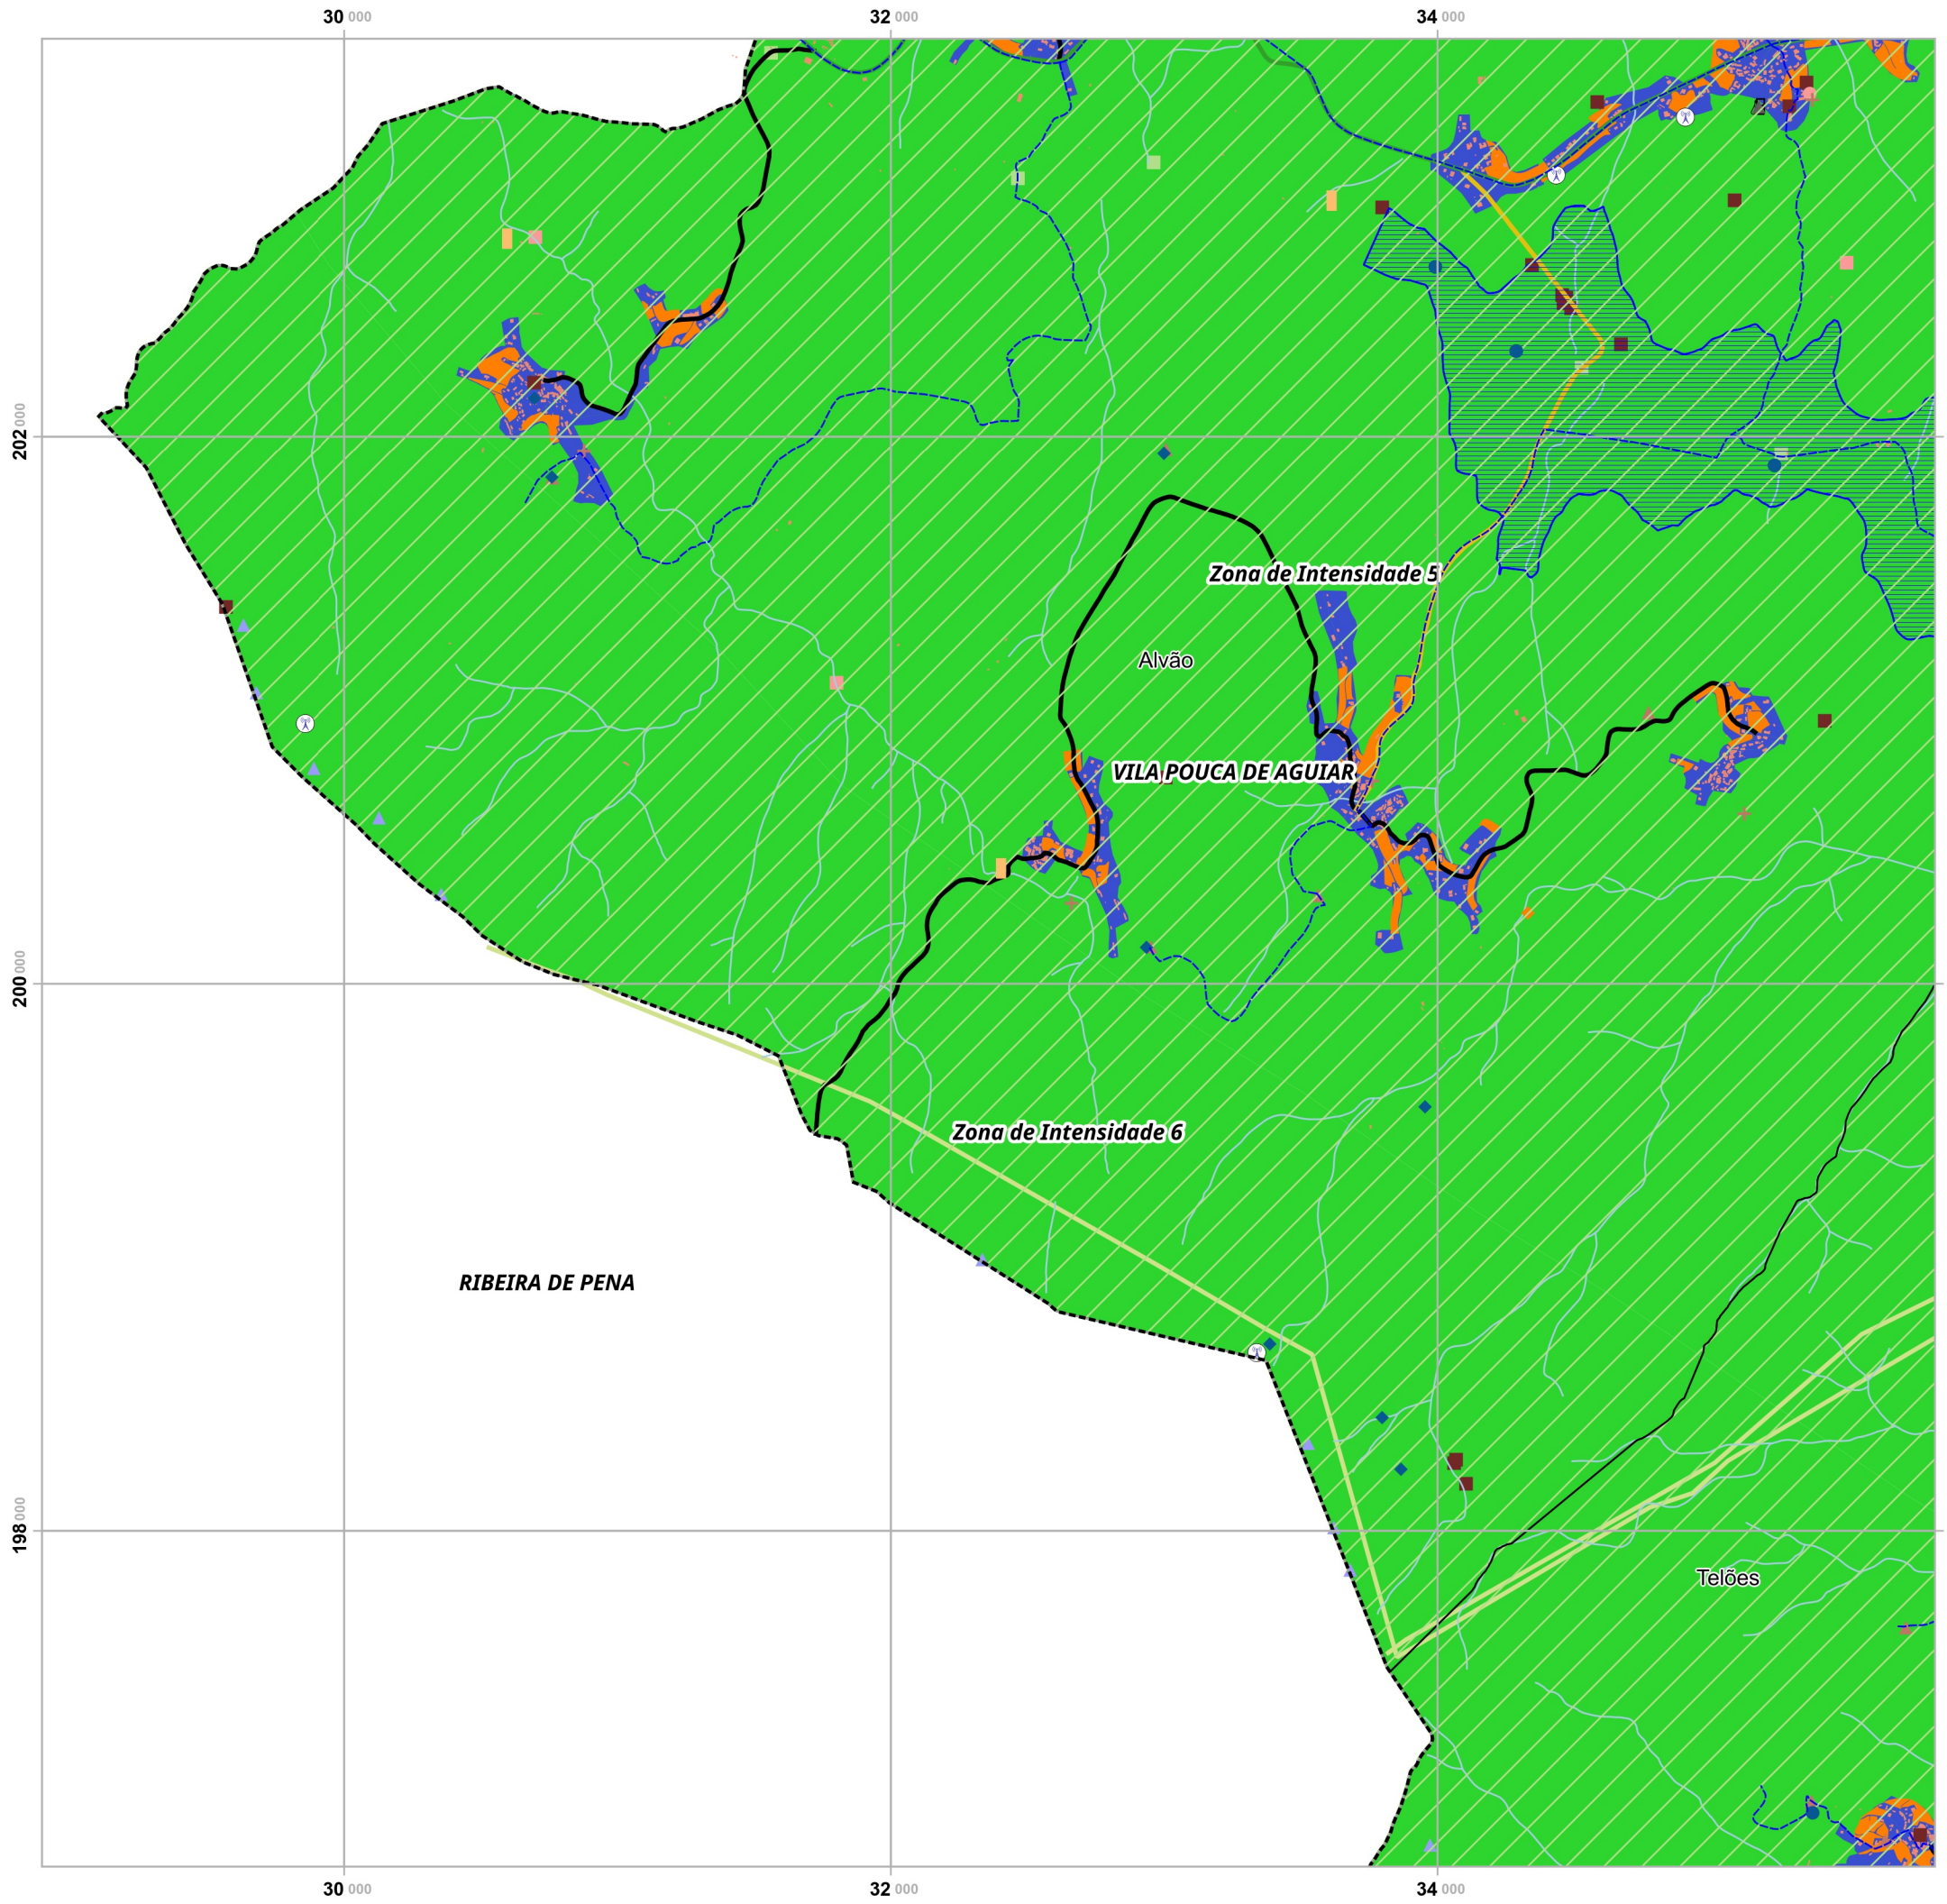 30 000 32 000 34 000
202 000
Zona de Intensidade 5
Alvão
VILA POUCA DE AGUIAR
200 000
Zona de Intensidade 6
RIBEIRA DE PENA
198 000
Telões
30 000 32 000 34 000